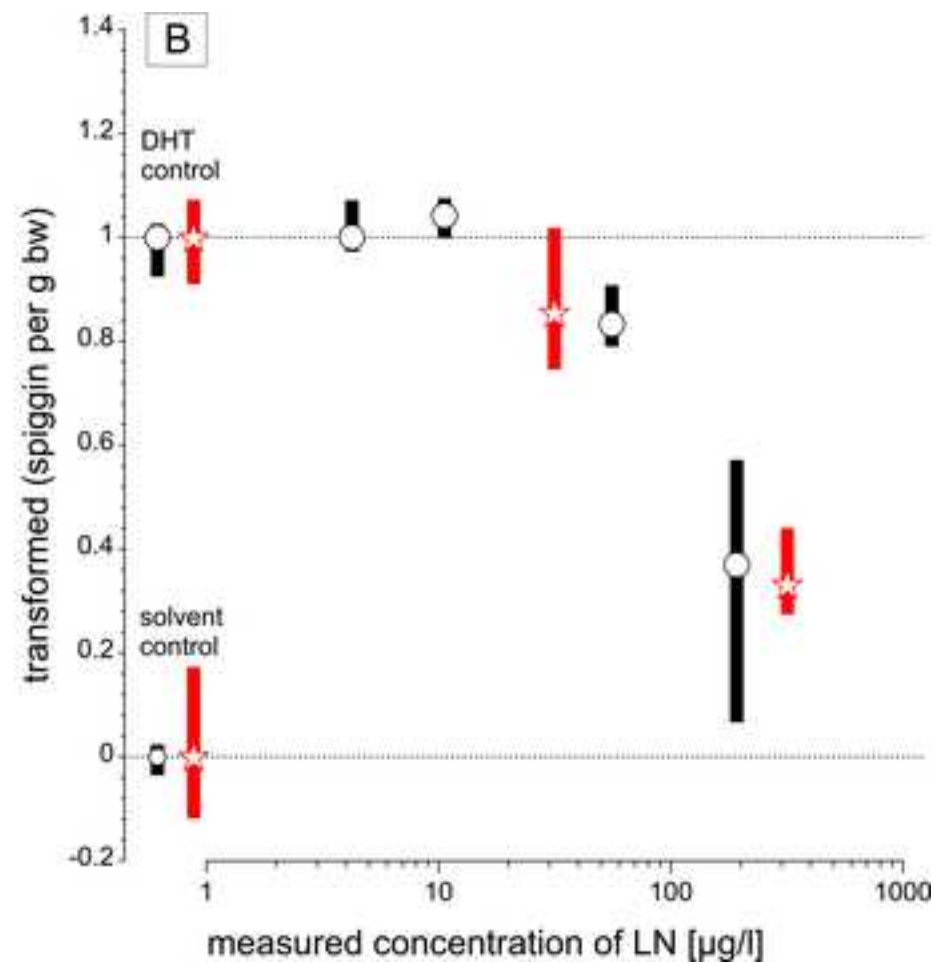 B
1.4
1.2
1
0.8
0.6
0.4
0.2
0
-0.2
DHT
control
solvent
control
transformed (spiggin per g bw)
1
10
100
1000
measured concentration of LN [µg/l]